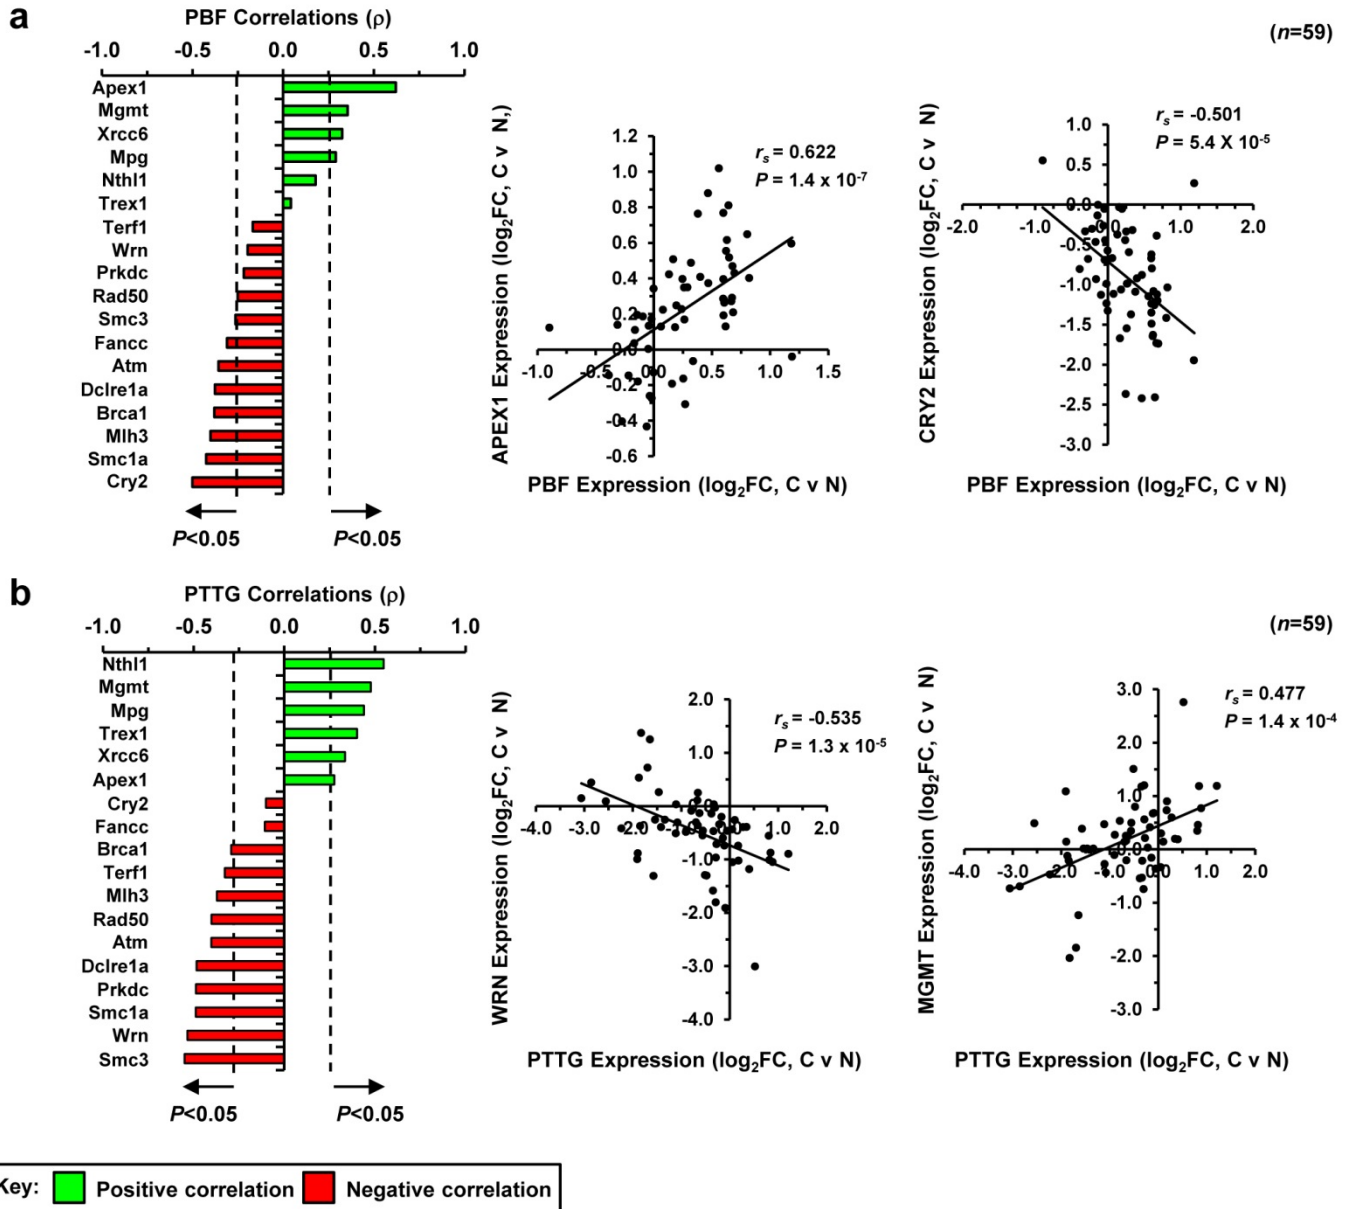 a
PBF Correlations (ρ)
-1.0 -0.5 0.0 0.5 1.0
Apex1
Mgmt
Xrcc6
Mpg
Nthl1
Trex1
Terf1
Wrn
Prkdc
Rad50
Smc3
Fancc
Atm
Dclre1a
Brca1
Mlh3
Smc1a
Cry2
P<0.05 P<0.05
APEX1 Expression (log₂FC, C v N,)
1.2
1.0
0.8
0.6
0.4
0.2
0.0
-0.2
-0.4
-0.6
-1.0 -0.5 0.0 0.5 1.0 1.5
rₛ = 0.622
P = 1.4 x 10⁻⁷
PBF Expression (log₂FC, C v N)
(n=59)
CRY2 Expression (log₂FC, C v N)
1.0
0.5
0.0
-0.5
-1.0
-1.5
-2.0
-2.5
-3.0
-2.0 -1.0 0.0 1.0 2.0
rₛ = -0.501
P = 5.4 X 10⁻⁵
PBF Expression (log₂FC, C v N)
b
PTTG Correlations (ρ)
-1.0 -0.5 0.0 0.5 1.0
Nthl1
Mgmt
Mpg
Trex1
Xrcc6
Apex1
Cry2
Fancc
Brca1
Terf1
Mlh3
Rad50
Atm
Dclre1a
Prkdc
Smc1a
Wrn
Smc3
P<0.05 P<0.05
WRN Expression (log₂FC, C v N)
2.0
1.0
0.0
-1.0
-2.0
-3.0
-4.0
-4.0 -3.0 -2.0 -1.0 0.0 1.0 2.0
rₛ = -0.535
P = 1.3 x 10⁻⁵
PTTG Expression (log₂FC, C v N)
(n=59)
MGMT Expression (log₂FC, C v N)
3.0
2.0
1.0
0.0
-1.0
-2.0
-3.0
-4.0 -3.0 -2.0 -1.0 0.0 1.0 2.0
rₛ = 0.477
P = 1.4 x 10⁻⁴
PTTG Expression (log₂FC, C v N)
Key: Positive correlation Negative correlation